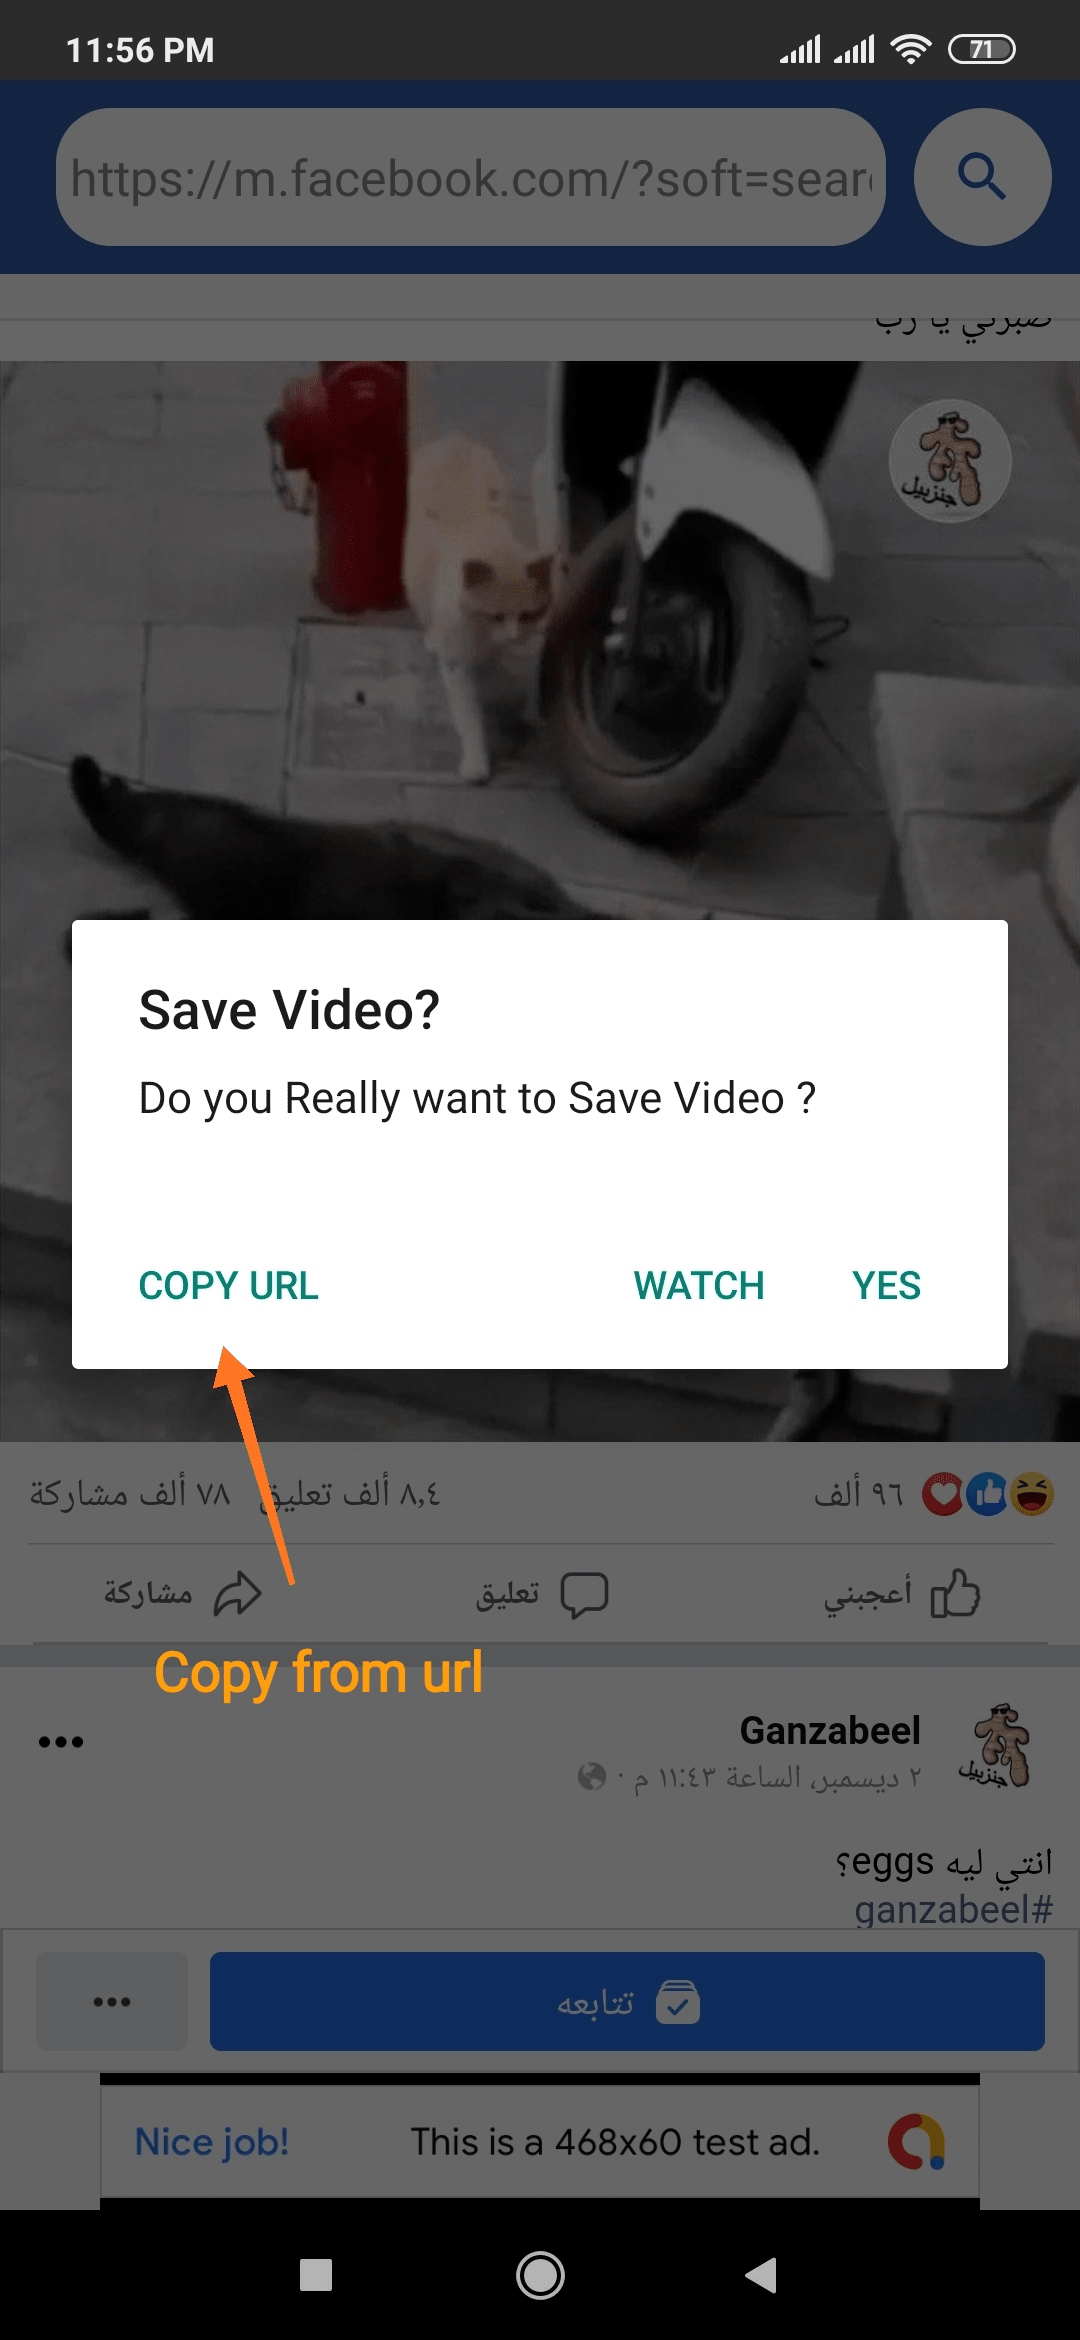 11:56 PM
71
https://m.facebook.com/?soft=sear
صبرني يا رب
جنزبيل
Save Video?
Do you Really want to Save Video ?
COPY URL
WATCH
YES
٩٦ ألف
٨,٤ ألف تعليق
٧٨ ألف مشاركة
أعجبني
تعليق
مشاركة
Copy from url
Ganzabeel
٢ ديسمبر، الساعة ١١:٤٣ م ·
جنزبيل
انتي ليه eggs؟
#ganzabeel
تتابعه
Nice job!
This is a 468x60 test ad.